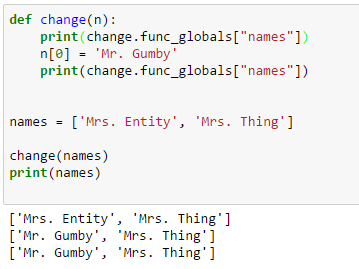 def change(n):
    print(change.func_globals["names"])
    n[0] = 'Mr. Gumby'
    print(change.func_globals["names"])
names = ['Mrs. Entity', 'Mrs. Thing']
change(names)
print(names)
['Mrs. Entity', 'Mrs. Thing']
['Mr. Gumby', 'Mrs. Thing']
['Mr. Gumby', 'Mrs. Thing']